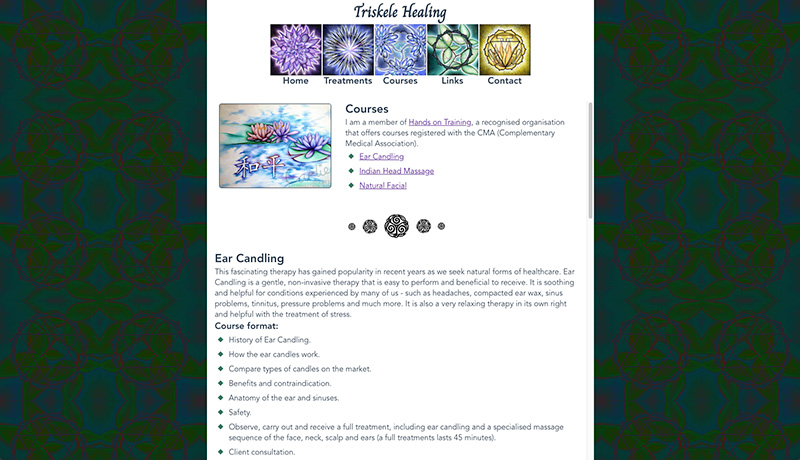 Triskele Healing
Home Treatments Courses Links Contact
Courses
I am a member of Hands on Training, a recognised organisation
that offers courses registered with the CMA (Complementary
Medical Association).
Ear Candling
Indian Head Massage
Natural Facial
和平
Ear Candling
This fascinating therapy has gained popularity in recent years as we seek natural forms of healthcare. Ear
Candling is a gentle, non-invasive therapy that is easy to perform and beneficial to receive. It is soothing
and helpful for conditions experienced by many of us - such as headaches, compacted ear wax, sinus
problems, tinnitus, pressure problems and much more. It is also a very relaxing therapy in its own right
and helpful with the treatment of stress.
Course format:
History of Ear Candling.
How the ear candles work.
Compare types of candles on the market.
Benefits and contraindication.
Anatomy of the ear and sinuses.
Safety.
Observe, carry out and receive a full treatment, including ear candling and a specialised massage
sequence of the face, neck, scalp and ears (a full treatments lasts 45 minutes).
Client consultation.